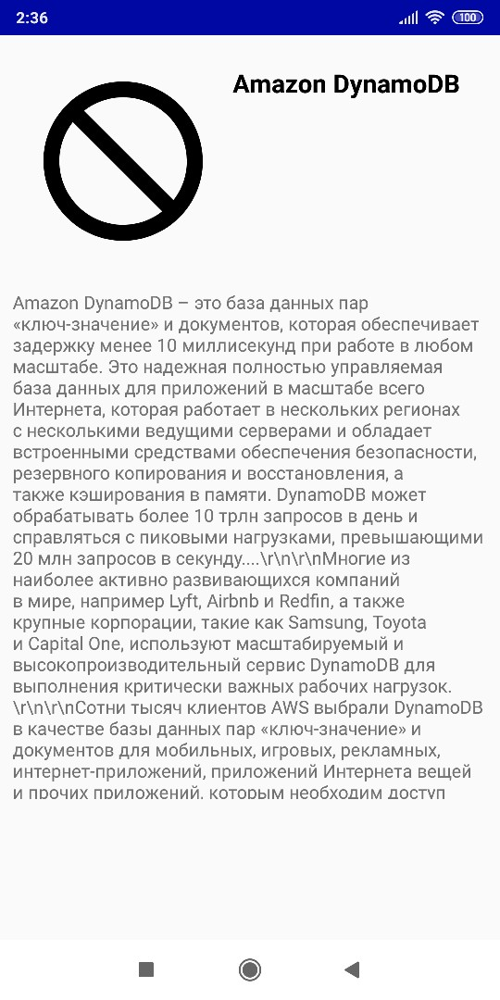 2:36
100
Amazon DynamoDB
Amazon DynamoDB – это база данных пар
«ключ-значение» и документов, которая обеспечивает
задержку менее 10 миллисекунд при работе в любом
масштабе. Это надежная полностью управляемая
база данных для приложений в масштабе всего
Интернета, которая работает в нескольких регионах
с несколькими ведущими серверами и обладает
встроенными средствами обеспечения безопасности,
резервного копирования и восстановления, а
также кэширования в памяти. DynamoDB может
обрабатывать более 10 трлн запросов в день и
справляться с пиковыми нагрузками, превышающими
20 млн запросов в секунду....\r\n\r\nМногие из
наиболее активно развивающихся компаний
в мире, например Lyft, Airbnb и Redfin, а также
крупные корпорации, такие как Samsung, Toyota
и Capital One, используют масштабируемый и
высокопроизводительный сервис DynamoDB для
выполнения критически важных рабочих нагрузок.
\r\n\r\nСотни тысяч клиентов AWS выбрали DynamoDB
в качестве базы данных пар «ключ-значение» и
документов для мобильных, игровых, рекламных,
интернет-приложений, приложений Интернета вещей
и прочих приложений, которым необходим доступ